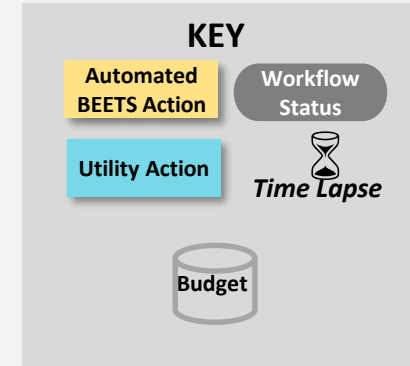 KEY
Automated
BEETS Action
Workflow
Status
Utility Action
Time Lapse
Budget